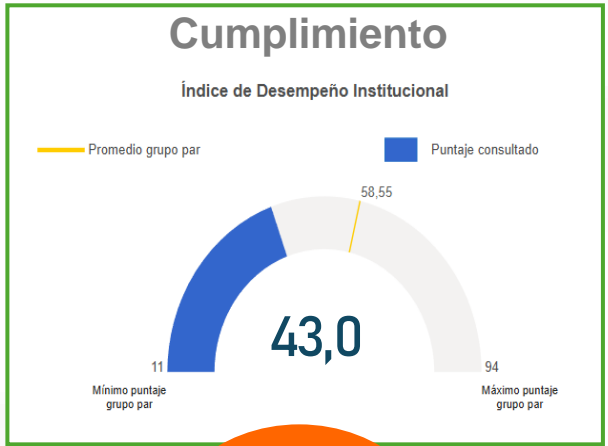 Cumplimiento
Índice de Desempeño Institucional
Promedio grupo par
Puntaje consultado
58,55
43,0
11
94
Mínimo puntaje
grupo par
Máximo puntaje
grupo par